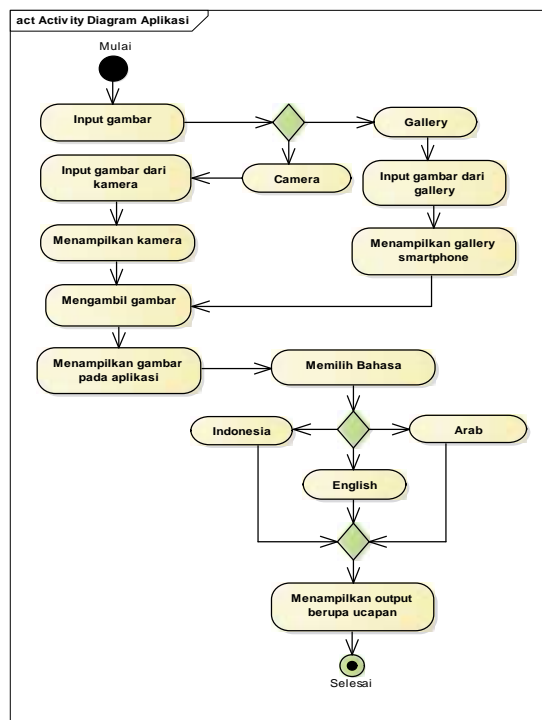 act Activity Diagram Aplikasi
Mulai
Input gambar
Gallery
Camera
Input gambar dari
kamera
Input gambar dari
gallery
Menampilkan kamera
Menampilkan gallery
smartphone
Mengambil gambar
Menampilkan gambar
pada aplikasi
Memilih Bahasa
Indonesia
Arab
English
Menampilkan output
berupa ucapan
Selesai